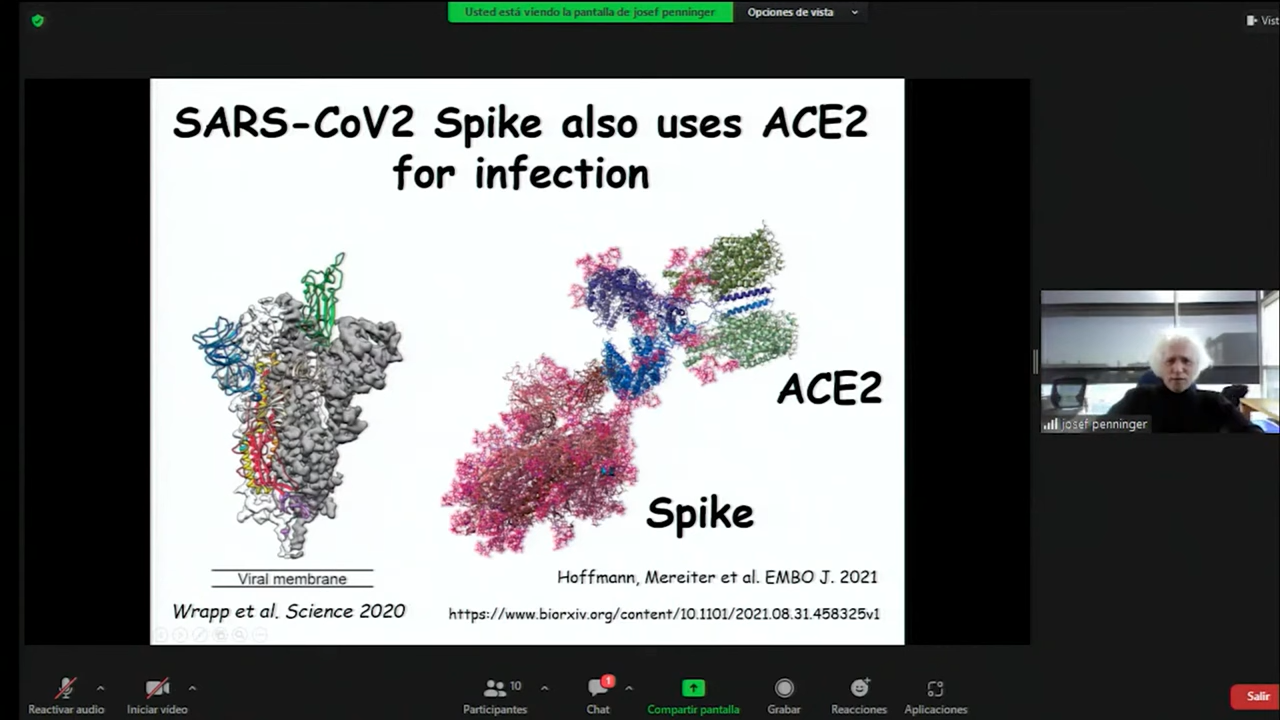 Usted está viendo la pantalla de josef penninger
Opciones de vista
Vist
SARS-CoV2 Spike also uses ACE2
for infection
ACE2
Spike
Viral membrane
Hoffmann, Mereiter et al. EMBO J. 2021
Wrapp et al. Science 2020
https://www.biorxiv.org/content/10.1101/2021.08.31.458325v1
josef penninger
Reactivar audio
Iniciar vídeo
10
Participantes
1
Chat
Compartir pantalla
Grabar
Reacciones
Aplicaciones
Salir